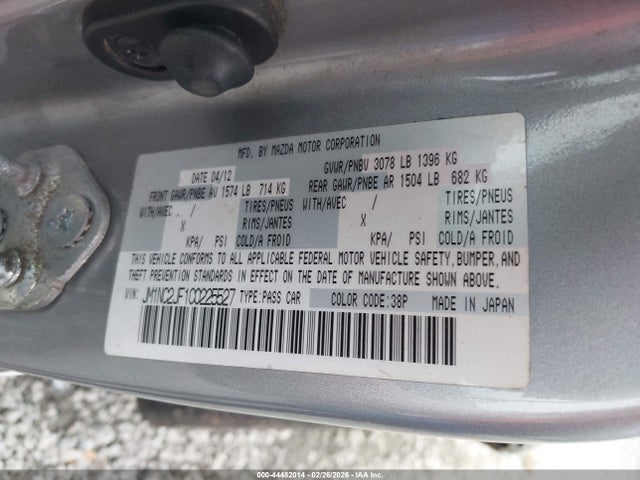 MFD. BY MAZDA MOTOR CORPORATION
DATE 04/12 GVWR/PNBV 3078 LB 1396 KG
FRONT GAWR/PNBE AV 1574 LB 714 KG REAR GAWR/PNBE AR 1504 LB 682 KG
WITH/AVEC / TIRES/PNEUS WITH/AVEC / TIRES/PNEUS
X RIMS/JANTES X RIMS/JANTES
KPA/ PSI COLD/A FROID KPA/ PSI COLD/A FROID
THIS VEHICLE CONFORMS TO ALL APPLICABLE FEDERAL MOTOR VEHICLE SAFETY, BUMPER, AND
THEFT PREVENTION STANDARDS IN EFFECT ON THE DATE OF MANUFACTURE SHOWN ABOVE.
VIN: JM1NC2JF1C0225527 TYPE:PASS CAR COLOR CODE:38P MADE IN JAPAN
000-44482014 - 02/26/2026 - IAAI.com